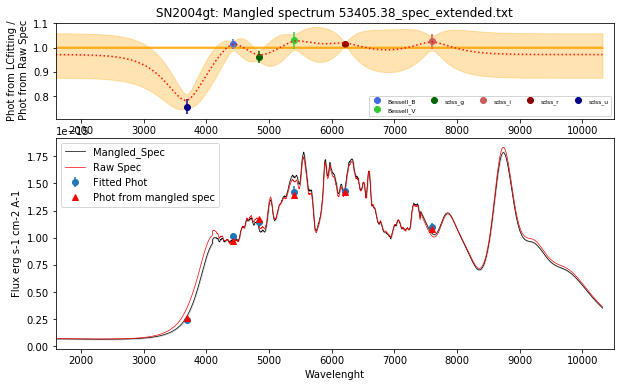 SN2004gt: Mangled spectrum 53405.38_spec_extended.txt
Phot from LCfitting /
Phot from Raw Spec
1.1
1.0
0.9
0.8
Bessell_B
Bessell_V
sdss_g
sdss_i
sdss_r
sdss_u
2000 3000 4000 5000 6000 7000 8000 9000 10000
Mangled_Spec
Raw Spec
Fitted Phot
Phot from mangled spec
Flux erg s-1 cm-2 A-1
1.75
1.50
1.25
1.00
0.75
0.50
0.25
0.00
2000 3000 4000 5000 6000 7000 8000 9000 10000
Wavelenght